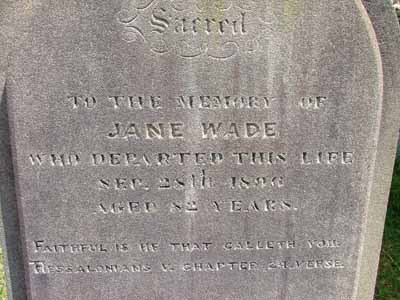 Sacred
TO THE MEMORY OF
JANE WADE
WHO DEPARTED THIS LIFE
SEP. 28th 1896
AGED 82 YEARS.
FAITHFUL IS HE THAT CALLETH YOU.
THESSALONIANS V. CHAPTER, 24. VERSE.